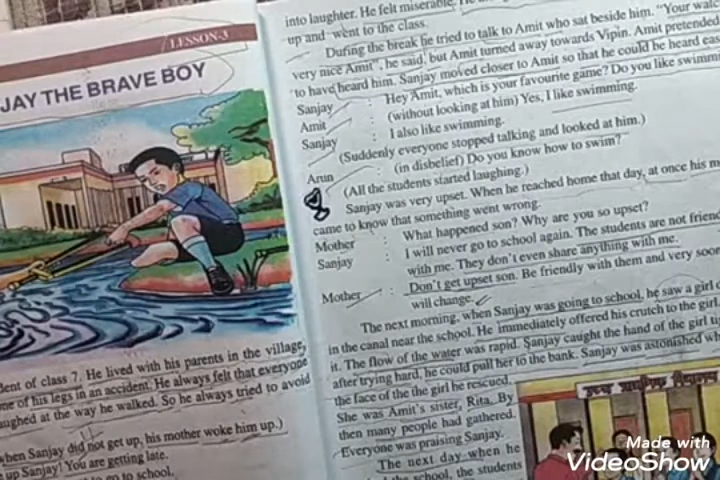 LESSON-3
JAY THE BRAVE BOY
dent of class 7. He lived with his parents in the village,
one of his legs in an accident. He always felt that everyone
aughed at the way he walked. So he always tried to avoid
when Sanjay did not get up, his mother woke him up.)
up Sanjay! You are getting late.
to go to school.
into laughter. He felt miserable.
up and went to the class.
During the break he tried to talk to Amit who sat beside him. "Your
very nice Amit", he said, but Amit turned away towards Vipin. Amit pretended
to have heard him. Sanjay moved closer to Amit so that he could be heard
Sanjay : Hey Amit, which is your favourite game? Do you like
Amit : (without looking at him) Yes, I like swimming.
Sanjay : I also like swimming.
(Suddenly everyone stopped talking and looked at him.)
Arun : (in disbelief) Do you know how to swim?
(All the students started laughing.)
Sanjay was very upset. When he reached home that day, at once his
came to know that something went wrong.
Mother : What happened son? Why are you so upset?
Sanjay : I will never go to school again. The students are not
with me. They don't even share anything with me.
Mother : Don't get upset son. Be friendly with them and very soon
will change.
The next morning, when Sanjay was going to school, he saw a girl
in the canal near the school. He immediately offered his crutch to the girl
it. The flow of the water was rapid. Sanjay caught the hand of the girl
after trying hard, he could pull her to the bank. Sanjay was astonished
the face of the the girl he rescued.
She was Amit's sister, Rita. By
then many people had gathered.
Everyone was praising Sanjay.
The next day when he
the school, the students
Made with
VideoShow